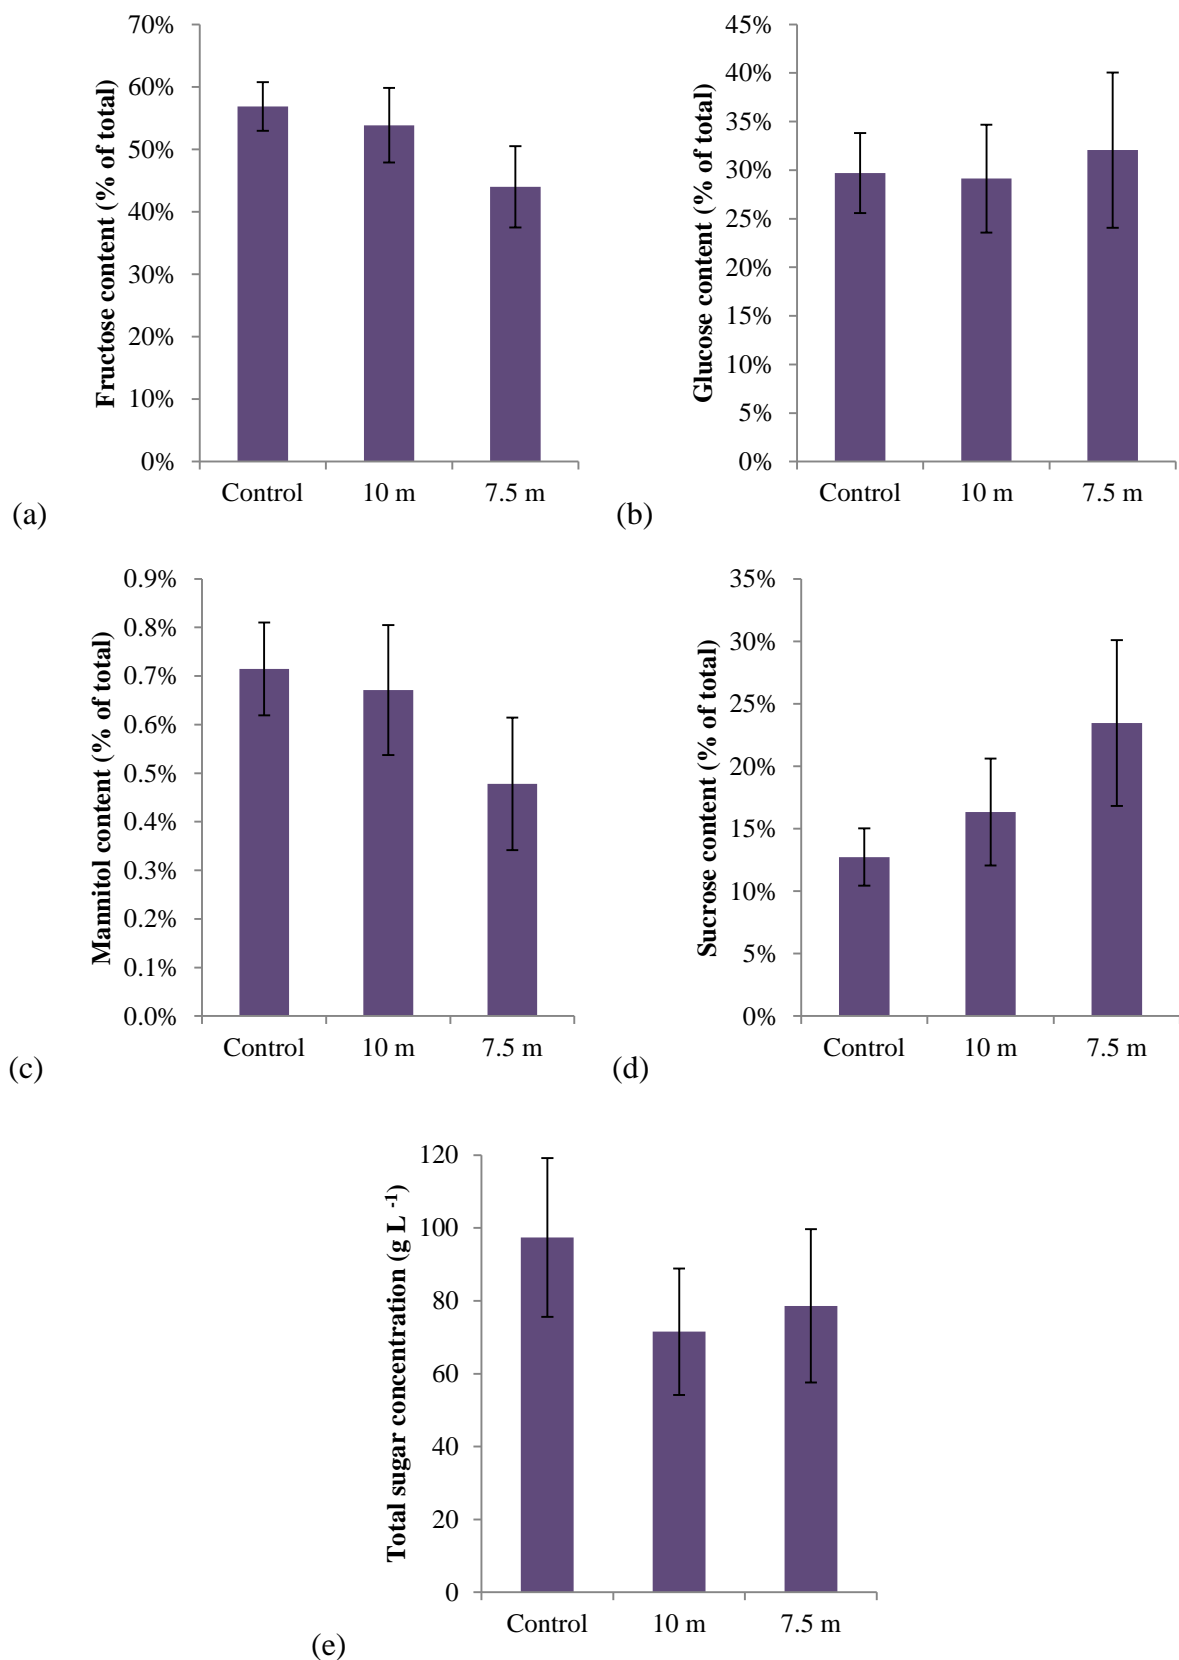 70%
60%
50%
40%
30%
20%
10%
0%
Fructose content (% of total)
Control 10 m 7.5 m
(a)
45%
40%
35%
30%
25%
20%
15%
10%
5%
0%
Glucose content (% of total)
Control 10 m 7.5 m
(b)
0.9%
0.8%
0.7%
0.6%
0.5%
0.4%
0.3%
0.2%
0.1%
0.0%
Mannitol content (% of total)
Control 10 m 7.5 m
(c)
35%
30%
25%
20%
15%
10%
5%
0%
Sucrose content (% of total)
Control 10 m 7.5 m
(d)
120
100
80
60
40
20
0
Total sugar concentration (g L -1)
Control 10 m 7.5 m
(e)